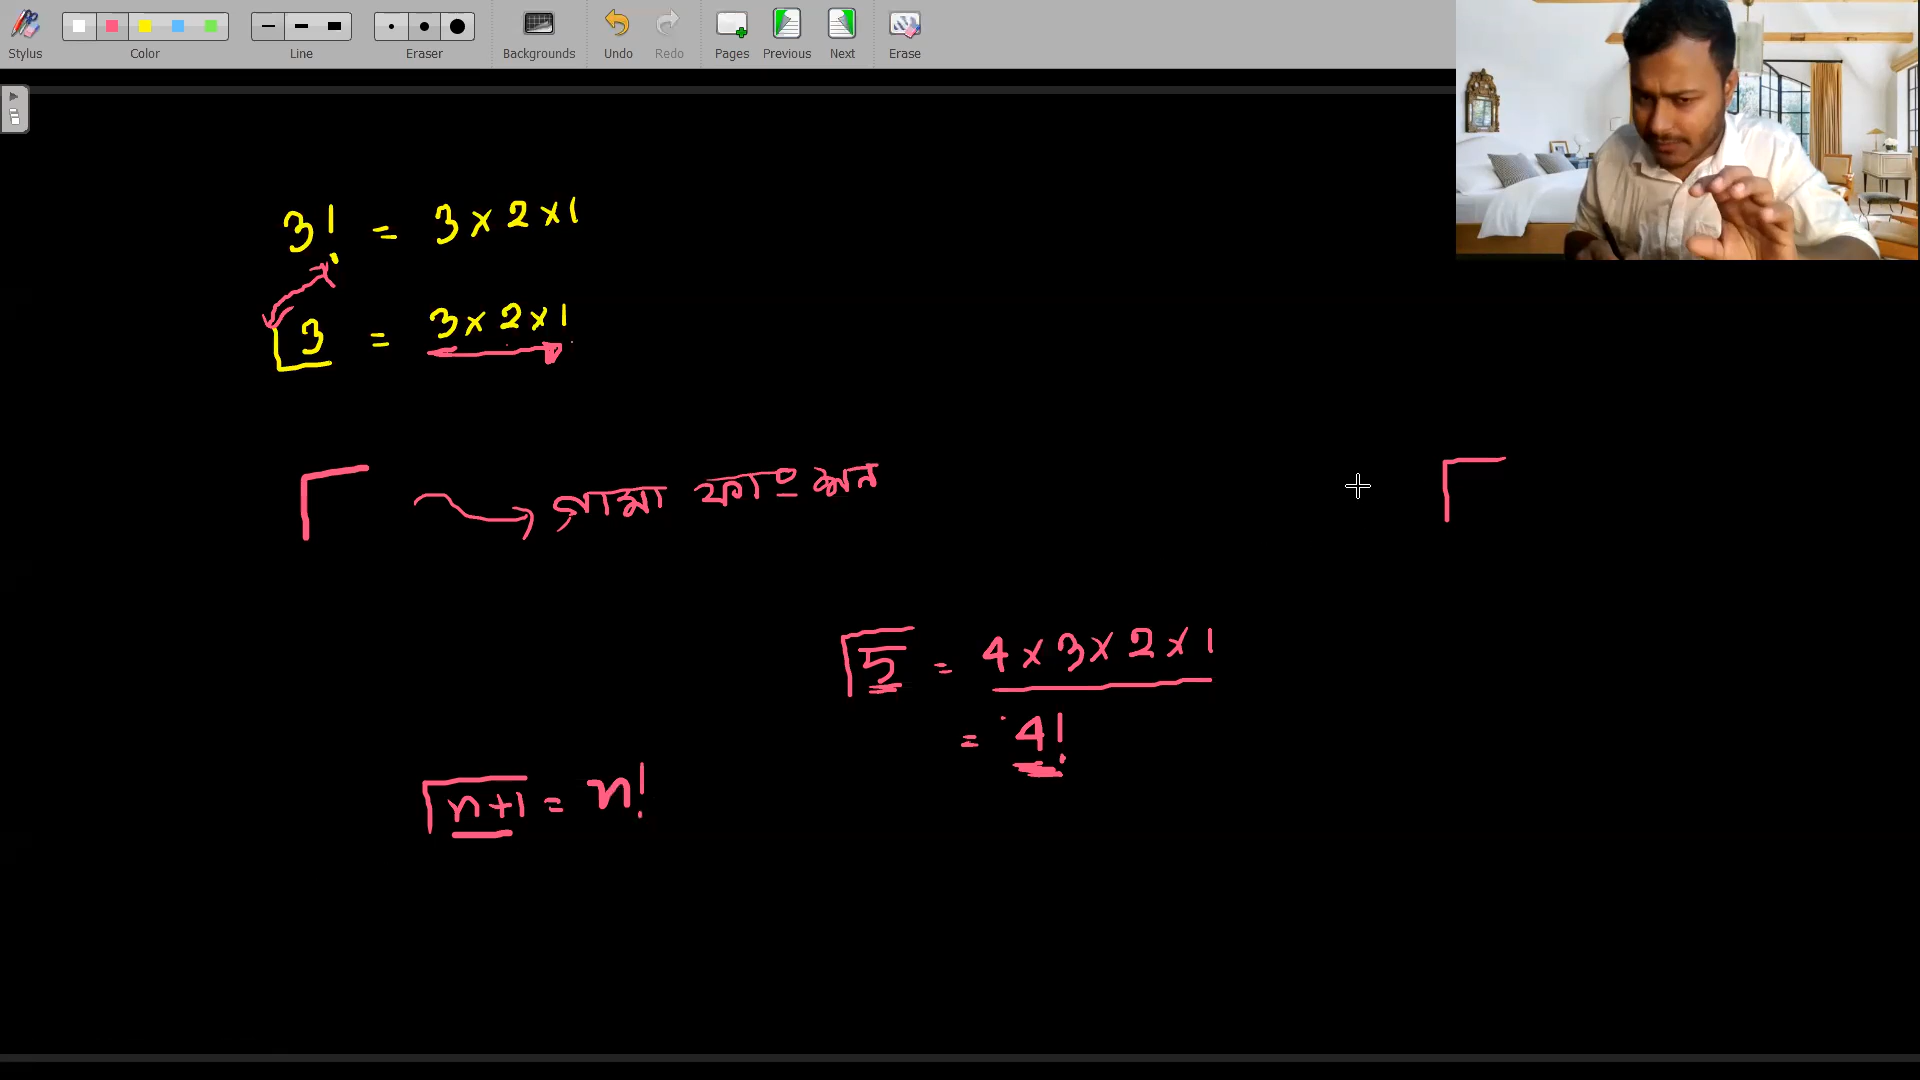 Stylus Color Line Eraser Backgrounds Undo Redo Pages Previous Next Erase
3! = 3 × 2 × 1
3 = 3 × 2 × 1
Γ → গামা ফাংশন Γ
Γ5 = 4 × 3 × 2 × 1
= 4!
Γn+1 = n!